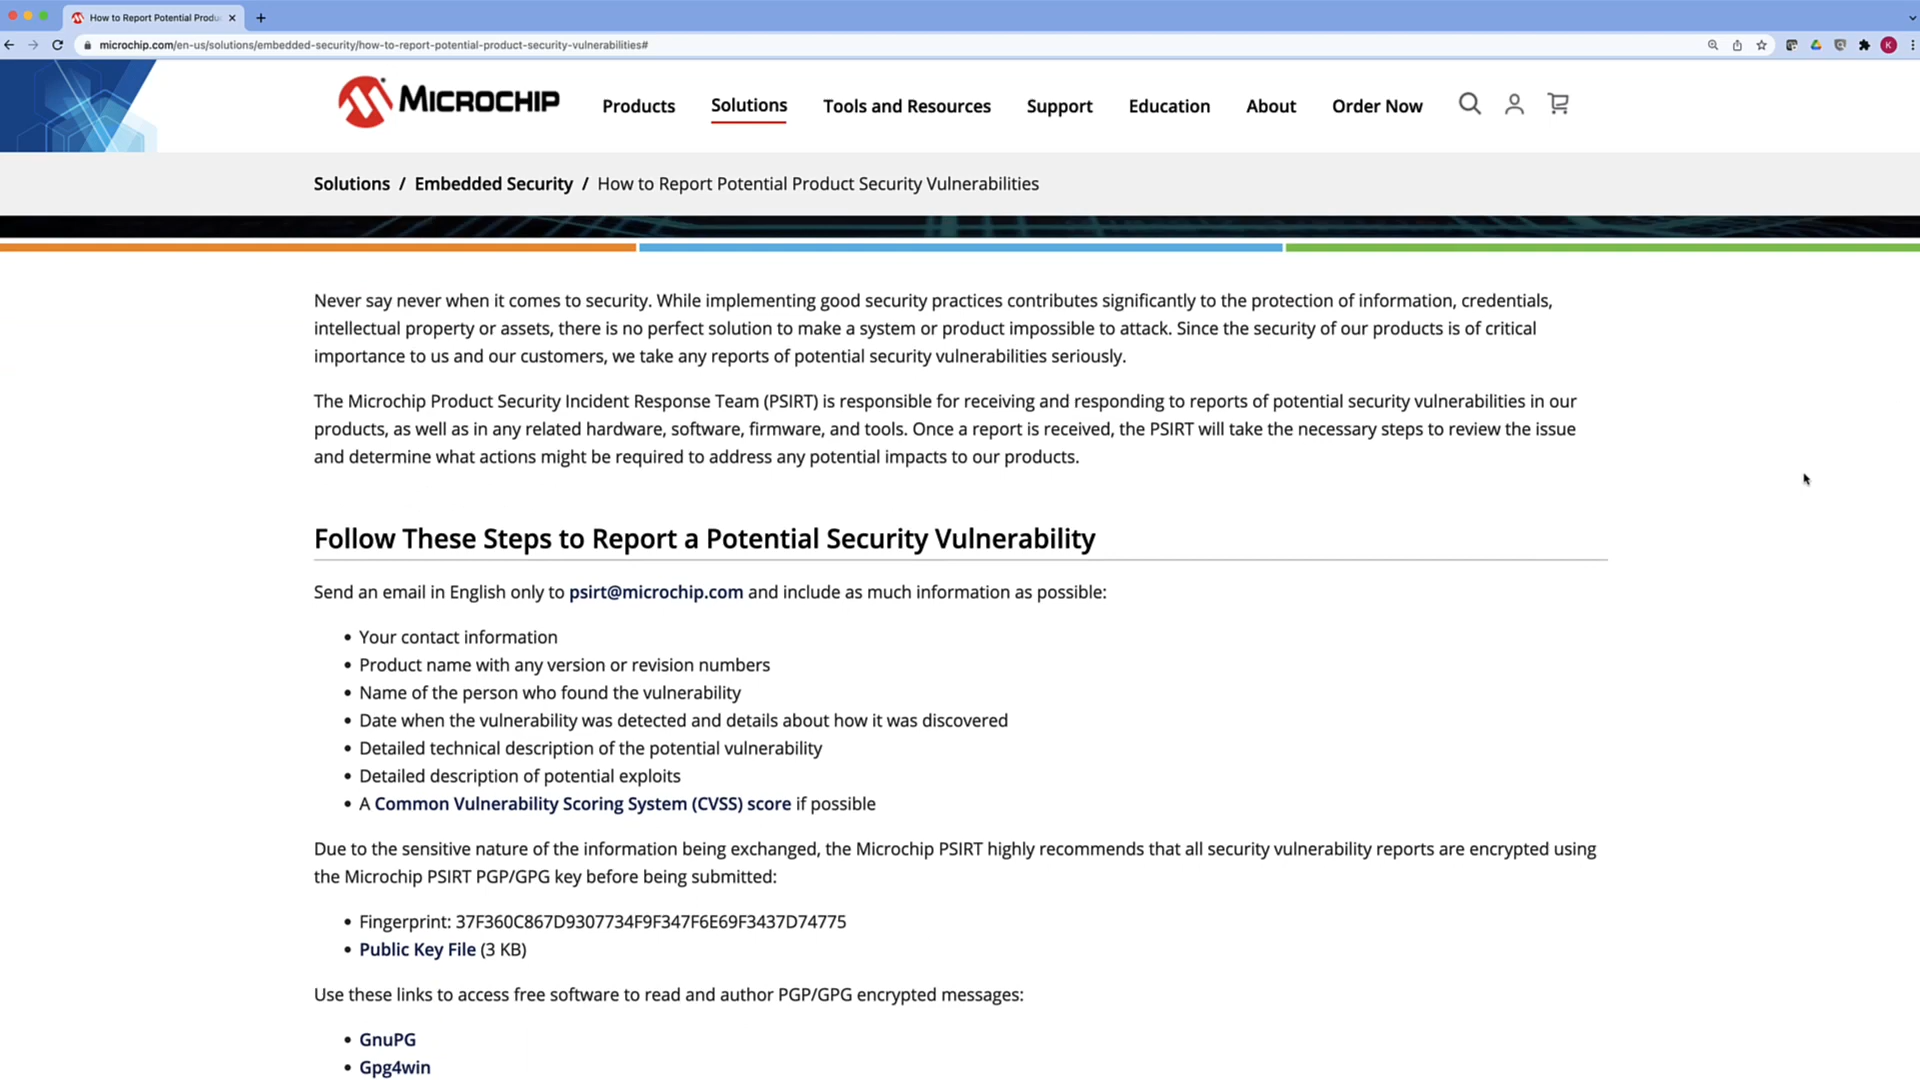 How to Report Potential Produ
microchip.com/en-us/solutions/embedded-security/how-to-report-potential-product-security-vulnerabilities#
K
MICROCHIP
Products Solutions Tools and Resources Support Education About Order Now
Solutions / Embedded Security / How to Report Potential Product Security Vulnerabilities
Never say never when it comes to security. While implementing good security practices contributes significantly to the protection of information, credentials,
intellectual property or assets, there is no perfect solution to make a system or product impossible to attack. Since the security of our products is of critical
importance to us and our customers, we take any reports of potential security vulnerabilities seriously.
The Microchip Product Security Incident Response Team (PSIRT) is responsible for receiving and responding to reports of potential security vulnerabilities in our
products, as well as in any related hardware, software, firmware, and tools. Once a report is received, the PSIRT will take the necessary steps to review the issue
and determine what actions might be required to address any potential impacts to our products.
Follow These Steps to Report a Potential Security Vulnerability
Send an email in English only to psirt@microchip.com and include as much information as possible:
• Your contact information
• Product name with any version or revision numbers
• Name of the person who found the vulnerability
• Date when the vulnerability was detected and details about how it was discovered
• Detailed technical description of the potential vulnerability
• Detailed description of potential exploits
• A Common Vulnerability Scoring System (CVSS) score if possible
Due to the sensitive nature of the information being exchanged, the Microchip PSIRT highly recommends that all security vulnerability reports are encrypted using
the Microchip PSIRT PGP/GPG key before being submitted:
• Fingerprint: 37F360C867D9307734F9F347F6E69F3437D74775
• Public Key File (3 KB)
Use these links to access free software to read and author PGP/GPG encrypted messages:
• GnuPG
• Gpg4win